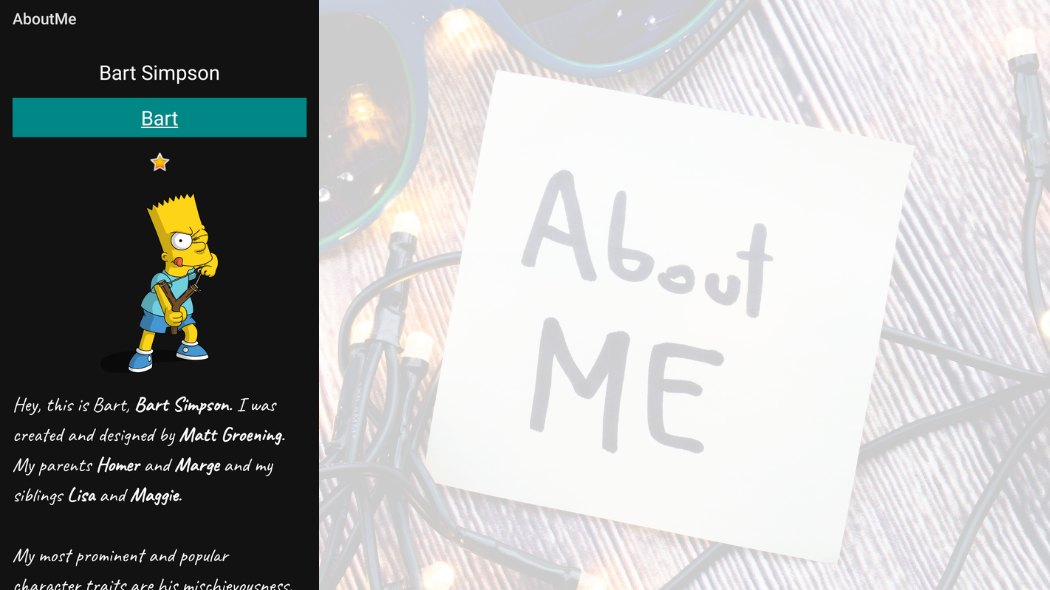 AboutMe
Bart Simpson
Bart
Hey, this is Bart, Bart Simpson. I was
created and designed by Matt Groening.
My parents Homer and Marge and my
siblings Lisa and Maggie.
My most prominent and popular
character traits are his mischievousness,
About
ME